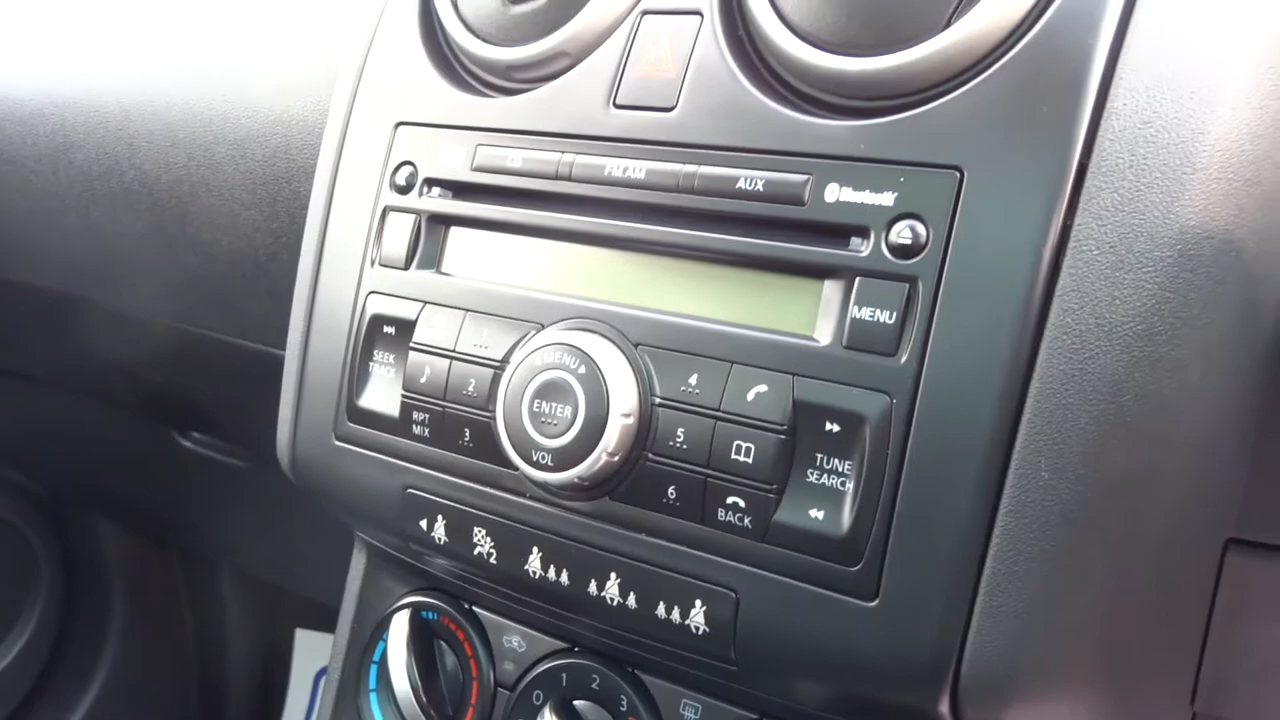 CD
FM·AM
AUX
Bluetooth
MENU
SEEK
TRACK
1
2
RPT
MIX
3
MENU
ENTER
VOL
4
5
6
BACK
TUNE
SEARCH
2
0
1
2
3